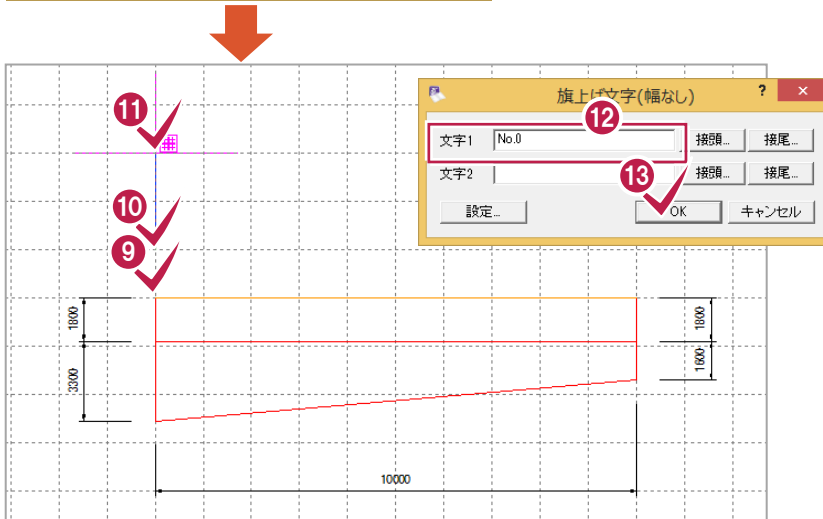 旗上げ文字(幅なし)
?
×
⑪
⑫
文字1
No.0
接頭...
接尾...
文字2
接頭...
接尾...
⑬
設定...
OK
キャンセル
⑩
⑨
1800
1800
3300
1600
10000